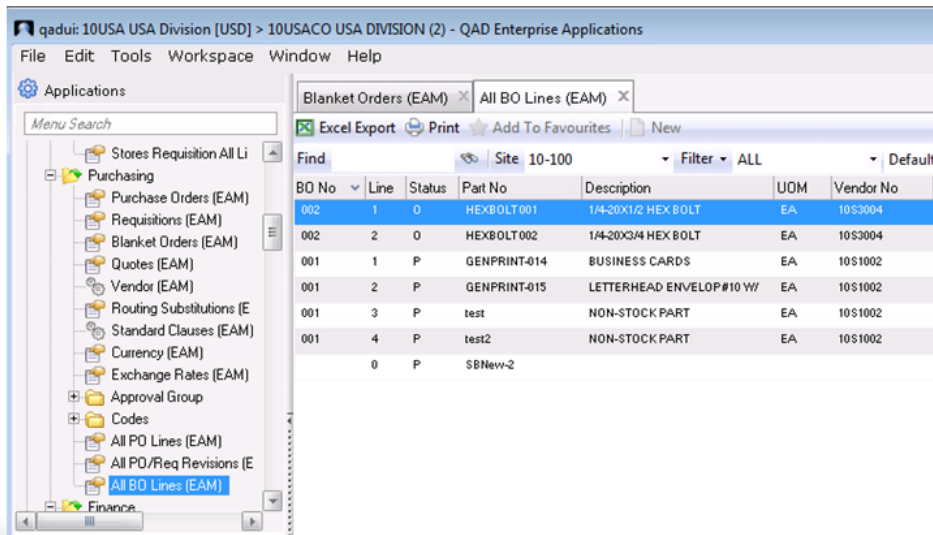 qadui: 10USA USA Division [USD] > 10USACO USA DIVISION (2) - QAD Enterprise Applications
File Edit Tools Workspace Window Help
Applications
Menu Search
Stores Requisition All Li
Purchasing
Purchase Orders (EAM)
Requisitions (EAM)
Blanket Orders (EAM)
Quotes (EAM)
Vendor (EAM)
Routing Substitutions (E
Standard Clauses (EAM)
Currency (EAM)
Exchange Rates (EAM)
Approval Group
Codes
All PO Lines (EAM)
All PO/Req Revisions (E
All BO Lines (EAM)
Finance
Blanket Orders (EAM) All BO Lines (EAM)
Excel Export Print Add To Favourites New
Find Site 10-100 Filter ALL Default
BO No Line Status Part No Description UOM Vendor No
002 1 O HEXBOLT001 1/4-20X1/2 HEX BOLT EA 10S3004
002 2 O HEXBOLT002 1/4-20X3/4 HEX BOLT EA 10S3004
001 1 P GENPRINT-014 BUSINESS CARDS EA 10S1002
001 2 P GENPRINT-015 LETTERHEAD ENVELOP#10 W/ EA 10S1002
001 3 P test NON-STOCK PART EA 10S1002
001 4 P test2 NON-STOCK PART EA 10S1002
0 P SBNew-2